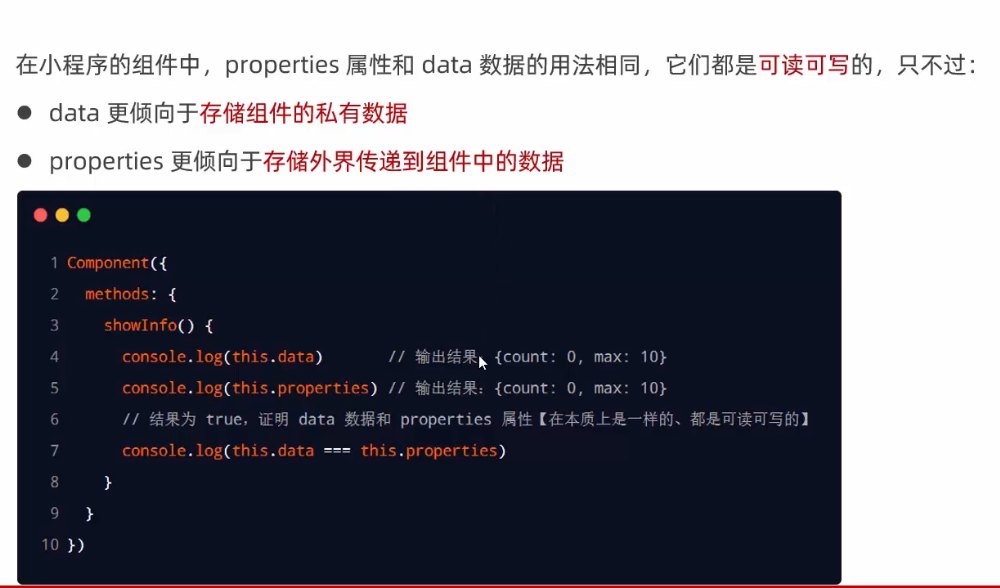 在小程序的组件中，properties 属性和 data 数据的用法相同，它们都是可读可写的，只不过：
● data 更倾向于存储组件的私有数据
● properties 更倾向于存储外界传递到组件中的数据
1 Component({
2 methods: {
3 showInfo() {
4 console.log(this.data) // 输出结果：{count: 0, max: 10}
5 console.log(this.properties) // 输出结果：{count: 0, max: 10}
6 // 结果为 true，证明 data 数据和 properties 属性【在本质上是一样的、都是可读可写的】
7 console.log(this.data === this.properties)
8 }
9 }
10 })